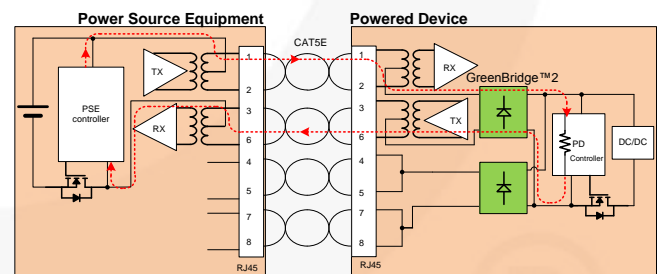 Power Source Equipment
Powered Device
CAT5E
GreenBridge™2
TX
RX
PSE
controller
RX
TX
PD
Controller
DC/DC
1
2
3
6
4
5
7
8
1
2
3
6
4
5
7
8
RJ45
RJ45